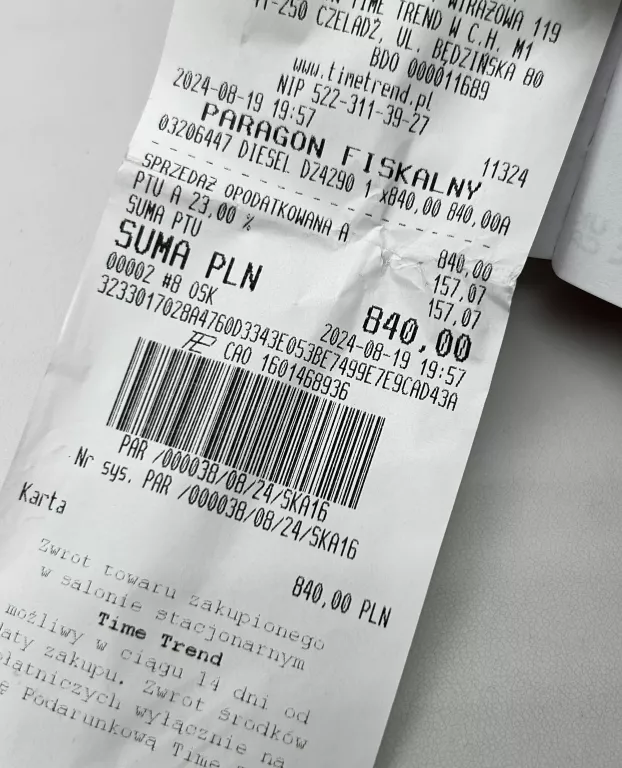 WIRAŻOWA 119
TIME TREND W C.H. M1
-250 CZELADŹ, UL. BĘDZIŃSKA 80
BDO 000011689
www.timetrend.pl
NIP 522-311-39-27
2024-08-19 19:57
11324
PARAGON FISKALNY
03206447 DIESEL DZ4290 1 x840,00 840,00A
SPRZEDAŻ OPODATKOWANA A 840,00
PTU A 23,00 % 157,07
SUMA PTU 157,07
SUMA PLN 840,00
00002 #8 OSK 2024-08-19 19:57
3233017028A4760D3343E053BE7499E7E9CAD43A
CAO 1601468936
PAR /000038/08/24/SKA16
Nr sys. PAR /000038/08/24/SKA16
Karta 840,00 PLN
Zwrot towaru zakupionego
w salonie stacjonarnym
Time Trend
możliwy w ciągu 14 dni od
daty zakupu. Zwrot środków
płatniczych wyłącznie na
Podarunkową Time